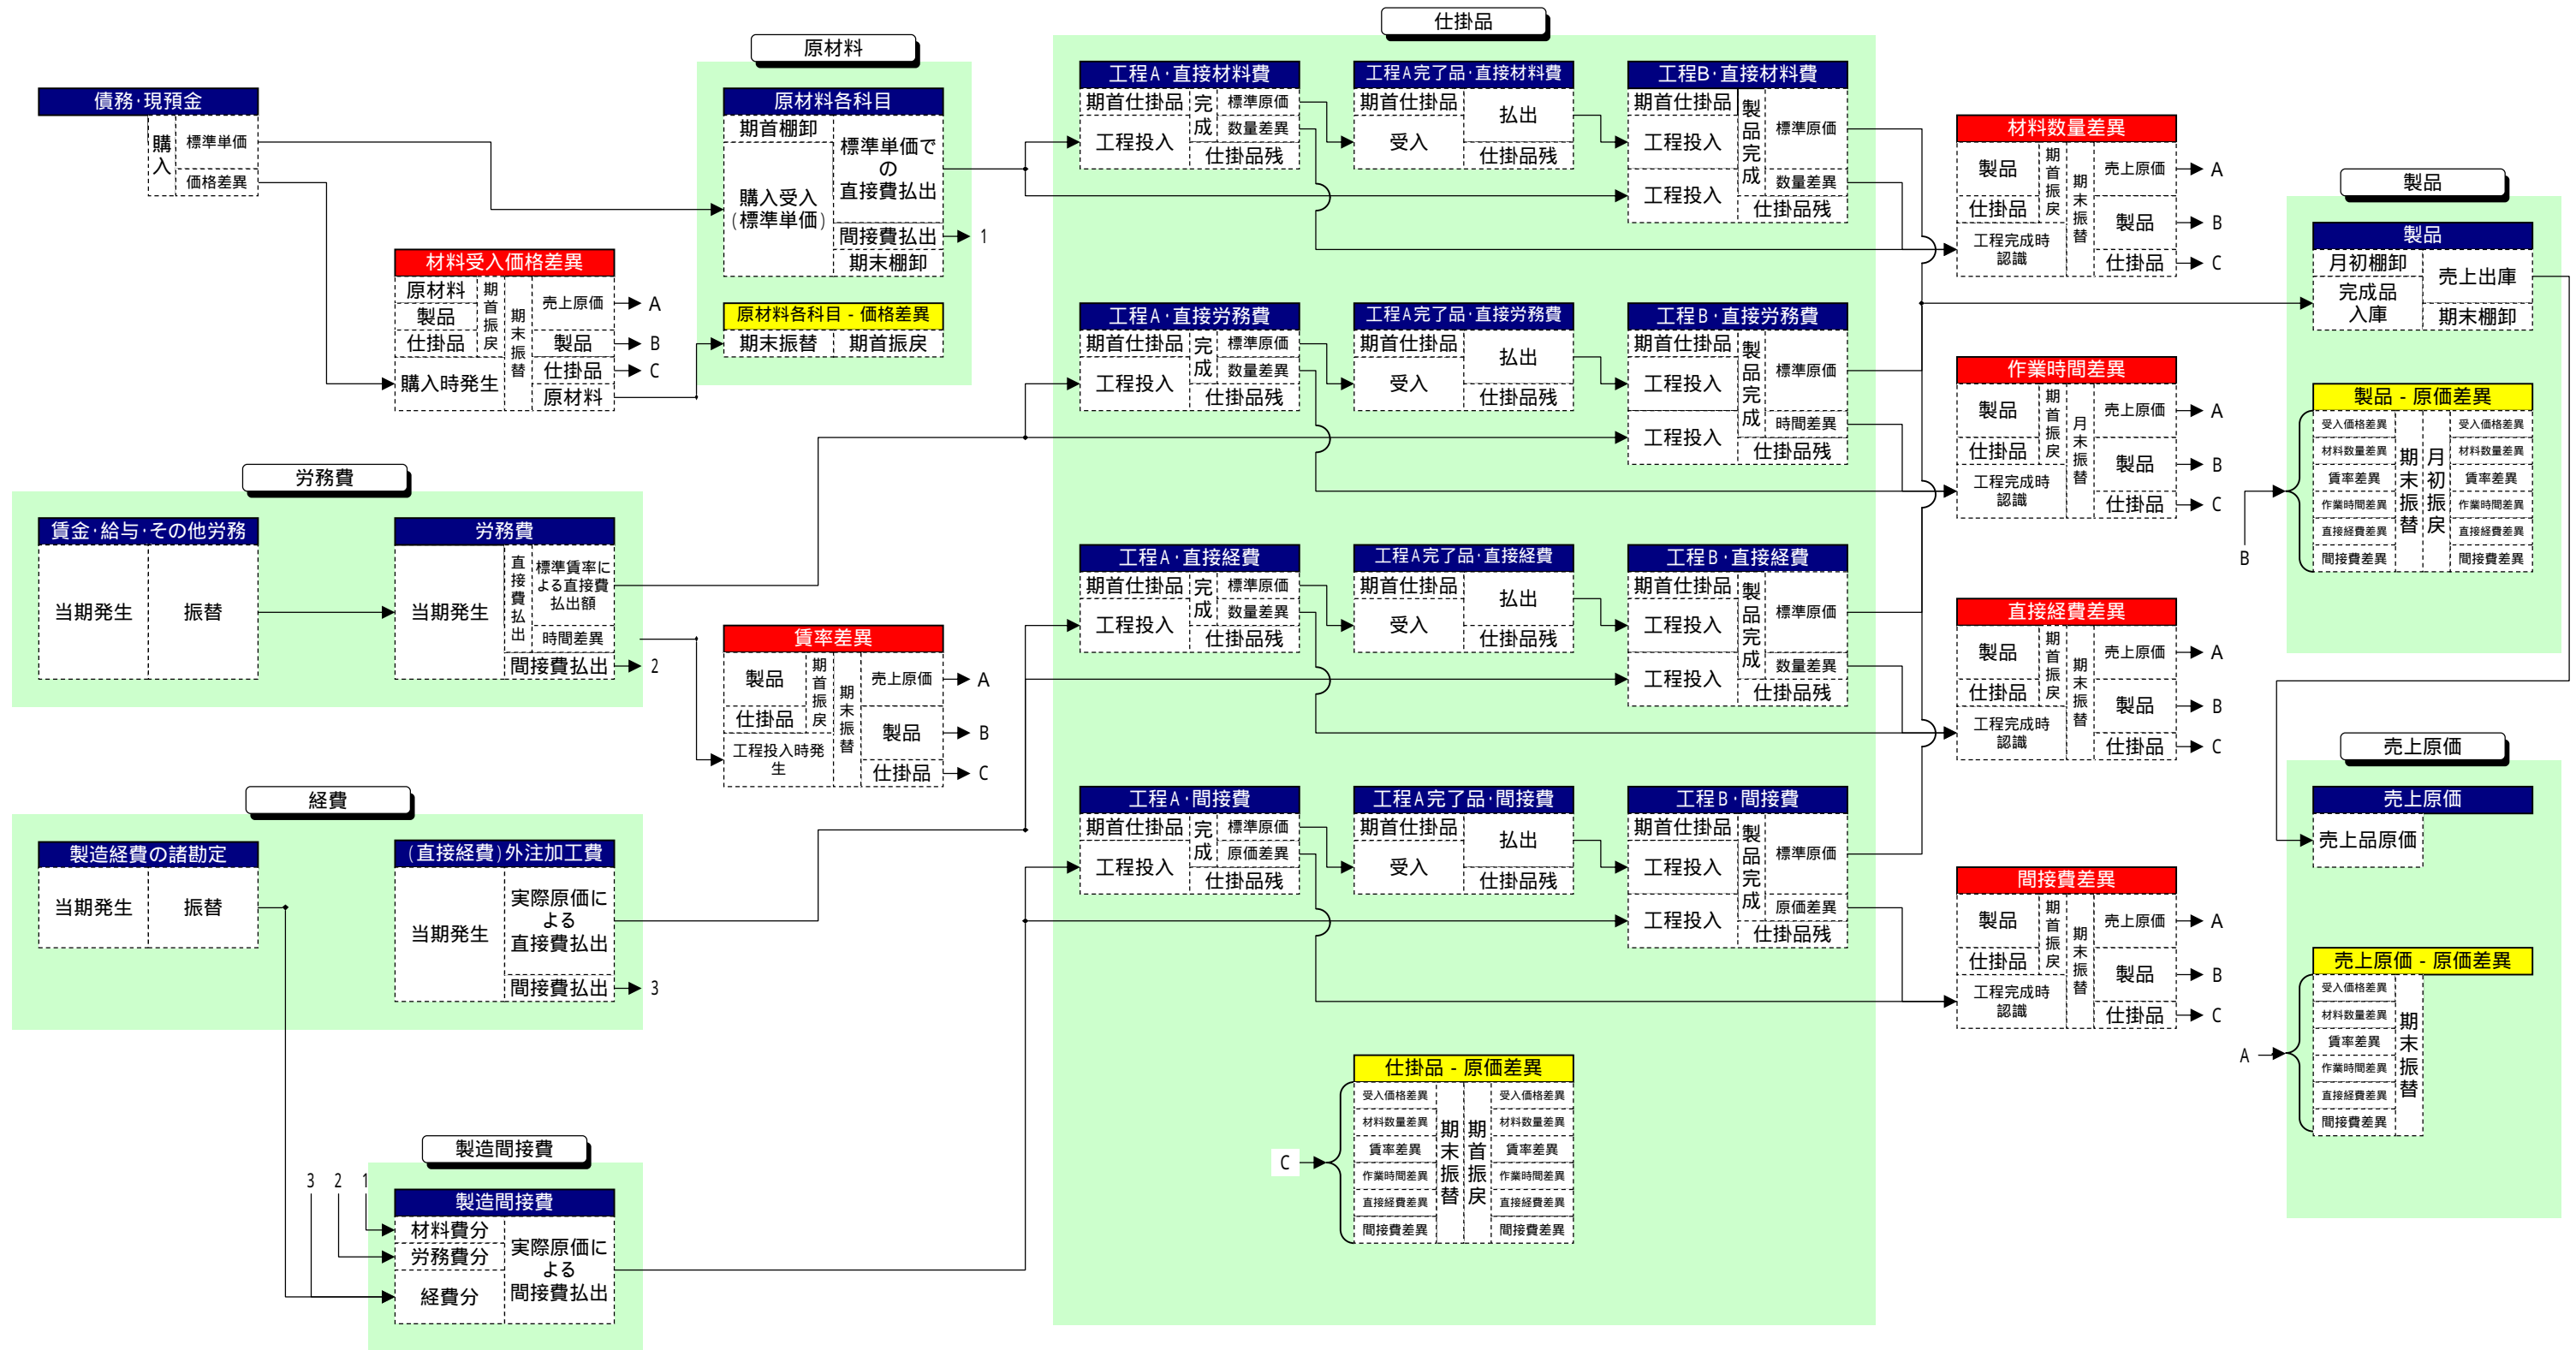 仕掛品
原材料
債務・現預金
購入
標準単価
価格差異
原材料各科目
期首棚卸
購入受入
(標準単価)
標準単価で
の
直接費払出
間接費払出
期末棚卸
1
材料受入価格差異
原材料
製品
仕掛品
期首振戻
購入時発生
期末振替
売上原価
製品
仕掛品
原材料
A
B
C
原材料各科目 - 価格差異
期末振替
期首振戻
労務費
賃金・給与・その他労務
当期発生
振替
労務費
当期発生
直接費払出
標準賃率に
よる直接費
払出額
時間差異
間接費払出
2
賃率差異
製品
仕掛品
期首振戻
工程投入時発
生
期末振替
売上原価
製品
仕掛品
A
B
C
経費
製造経費の諸勘定
当期発生
振替
(直接経費)外注加工費
当期発生
実際原価に
よる
直接費払出
間接費払出
3
製造間接費
3
2
1
製造間接費
材料費分
労務費分
経費分
実際原価に
よる
間接費払出
工程A・直接材料費
期首仕掛品
工程投入
完成
標準原価
数量差異
仕掛品残
工程A完了品・直接材料費
期首仕掛品
受入
払出
仕掛品残
工程B・直接材料費
期首仕掛品
工程投入
工程投入
製品完成
標準原価
数量差異
仕掛品残
工程A・直接労務費
期首仕掛品
工程投入
完成
標準原価
数量差異
仕掛品残
工程A完了品・直接労務費
期首仕掛品
受入
払出
仕掛品残
工程B・直接労務費
期首仕掛品
工程投入
工程投入
製品完成
標準原価
時間差異
仕掛品残
工程A・直接経費
期首仕掛品
工程投入
完成
標準原価
数量差異
仕掛品残
工程A完了品・直接経費
期首仕掛品
受入
払出
仕掛品残
工程B・直接経費
期首仕掛品
工程投入
工程投入
製品完成
標準原価
数量差異
仕掛品残
工程A・間接費
期首仕掛品
工程投入
完成
標準原価
原価差異
仕掛品残
工程A完了品・間接費
期首仕掛品
受入
払出
仕掛品残
工程B・間接費
期首仕掛品
工程投入
工程投入
製品完成
標準原価
原価差異
仕掛品残
C
仕掛品 - 原価差異
受入価格差異
材料数量差異
賃率差異
作業時間差異
直接経費差異
間接費差異
期末振替
期首振戻
受入価格差異
材料数量差異
賃率差異
作業時間差異
直接経費差異
間接費差異
材料数量差異
製品
仕掛品
期首振戻
工程完成時
認識
期末振替
売上原価
製品
仕掛品
A
B
C
作業時間差異
製品
仕掛品
期首振戻
工程完成時
認識
月末振替
売上原価
製品
仕掛品
A
B
C
直接経費差異
製品
仕掛品
期首振戻
工程完成時
認識
期末振替
売上原価
製品
仕掛品
A
B
C
間接費差異
製品
仕掛品
期首振戻
工程完成時
認識
期末振替
売上原価
製品
仕掛品
A
B
C
製品
製品
月初棚卸
完成品
入庫
売上出庫
期末棚卸
B
製品 - 原価差異
受入価格差異
材料数量差異
賃率差異
作業時間差異
直接経費差異
間接費差異
期末振替
月初振戻
受入価格差異
材料数量差異
賃率差異
作業時間差異
直接経費差異
間接費差異
売上原価
売上原価
売上品原価
A
売上原価 - 原価差異
受入価格差異
材料数量差異
賃率差異
作業時間差異
直接経費差異
間接費差異
期末振替